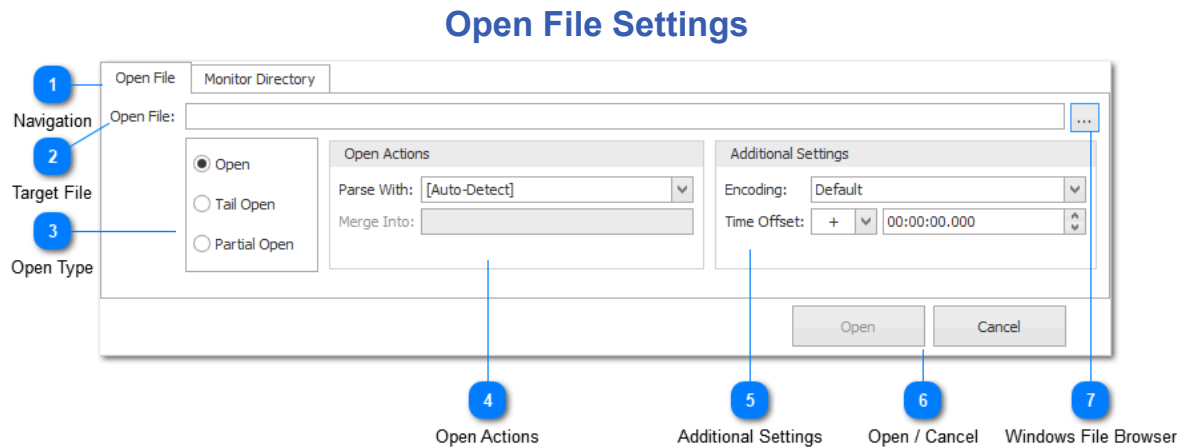 Open File Settings
1
Open File
Monitor Directory
Navigation
Open File:
...
2
Target File
3
Open Type
Open
Tail Open
Partial Open
Open Actions
Parse With:
[Auto-Detect]
Merge Into:
Additional Settings
Encoding:
Default
Time Offset:
+
00:00:00.000
Open
Cancel
4
Open Actions
5
Additional Settings
6
Open / Cancel
7
Windows File Browser